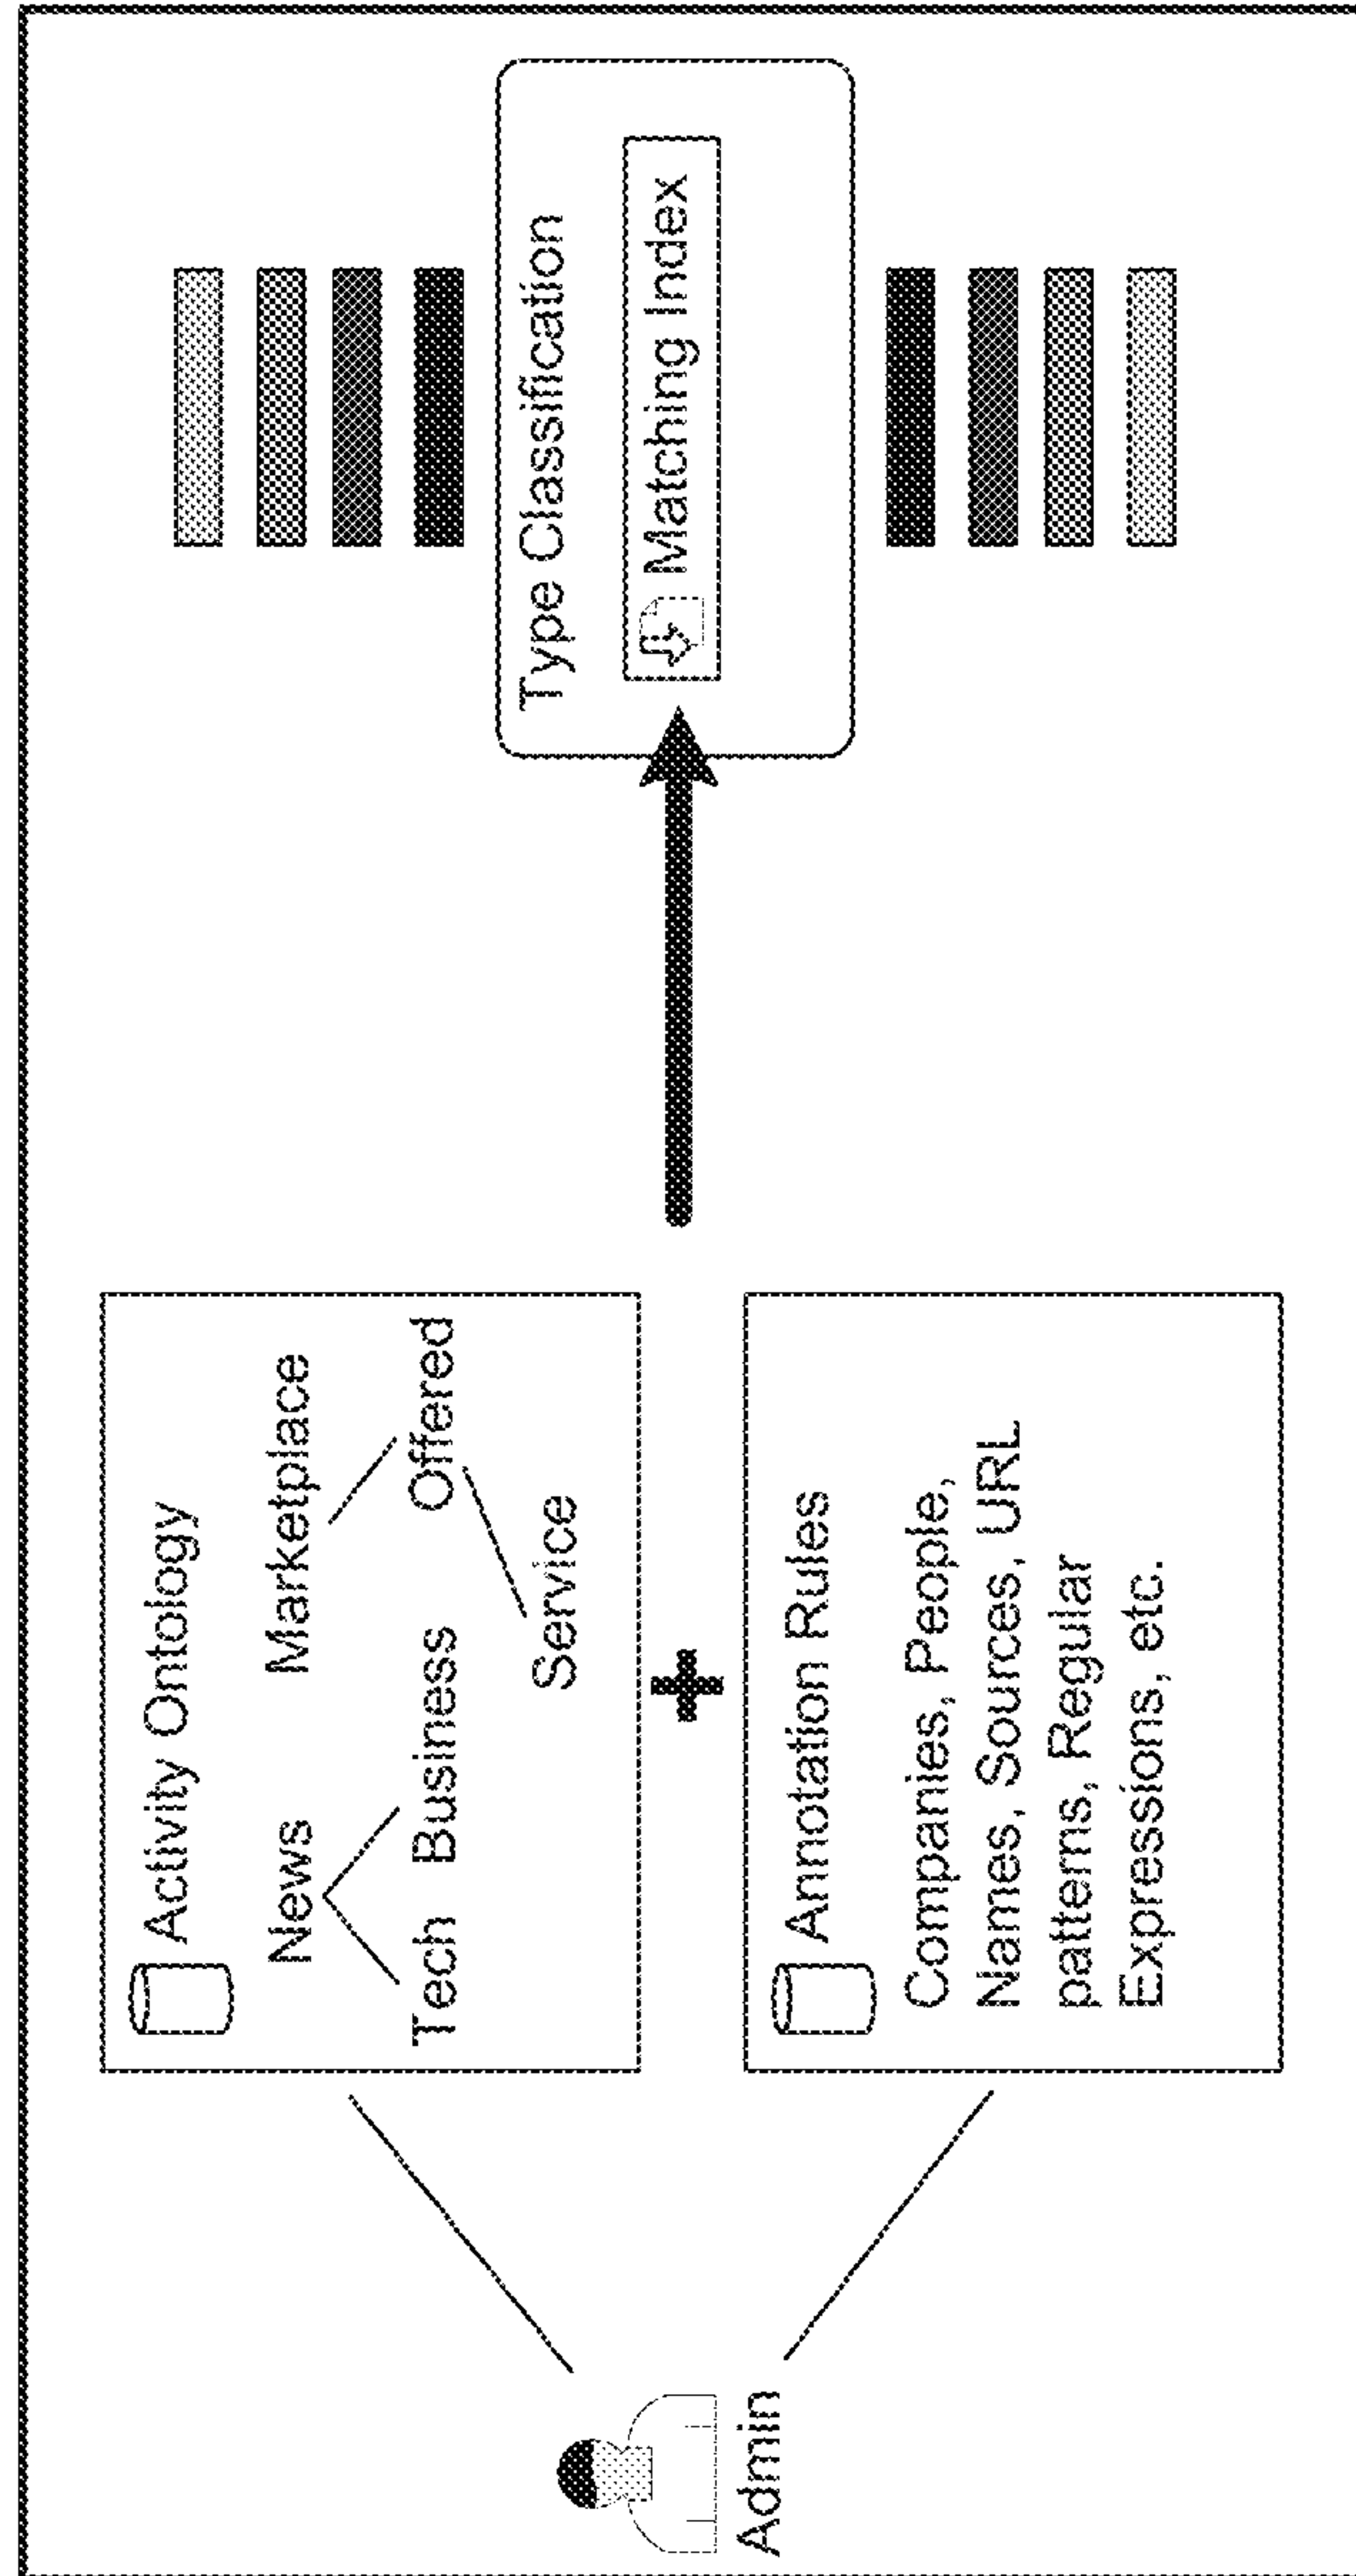 Activity Ontology
News Marketplace
Tech Business Offered
Service
+
Annotation Rules
Companies, People,
Names, Sources, URL
patterns, Regular
Expressions, etc.
Admin
Type Classification
Matching Index